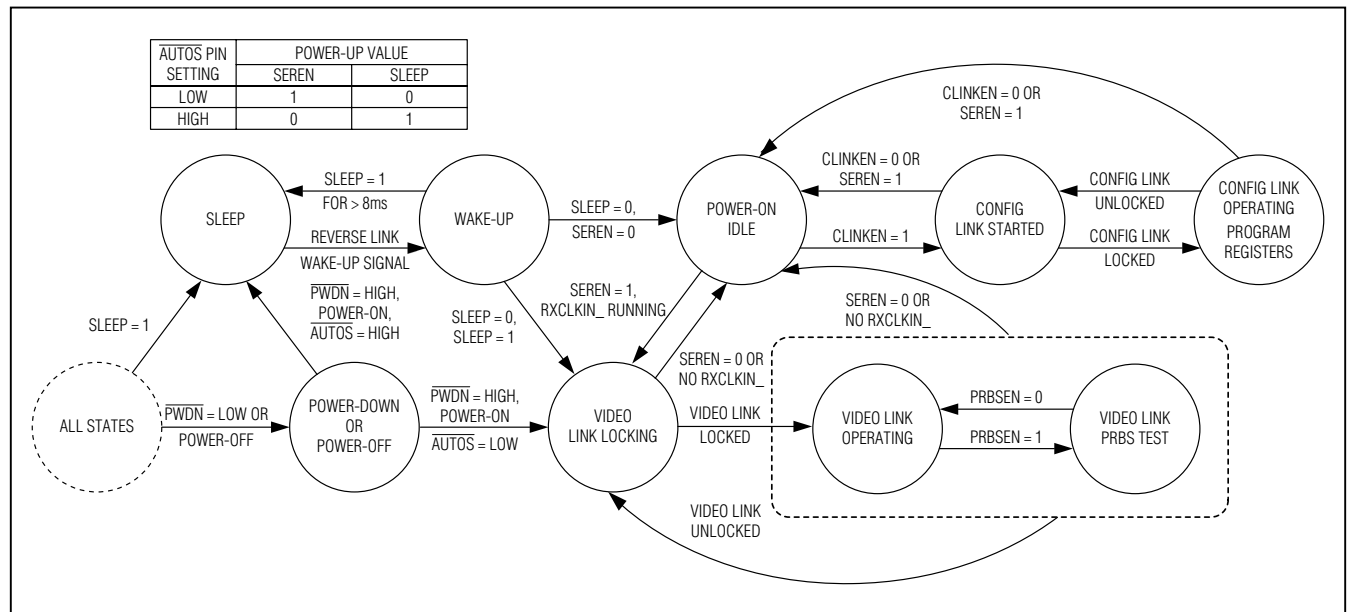 AUTOS PIN
SETTING
POWER-UP VALUE
SEREN
SLEEP
LOW
1
0
HIGH
0
1
CLINKEN = 0 OR
SEREN = 1
SLEEP
SLEEP = 1
FOR > 8ms
REVERSE LINK
WAKE-UP SIGNAL
WAKE-UP
SLEEP = 0,
SEREN = 0
POWER-ON
IDLE
CLINKEN = 0 OR
SEREN = 1
CLINKEN = 1
CONFIG
LINK STARTED
CONFIG LINK
UNLOCKED
CONFIG LINK
LOCKED
CONFIG LINK
OPERATING
PROGRAM
REGISTERS
SLEEP = 1
PWDN = HIGH,
POWER-ON,
AUTOS = HIGH
SLEEP = 0,
SLEEP = 1
SEREN = 1,
RXCLKIN_ RUNNING
SEREN = 0 OR
NO RXCLKIN_
SEREN = 0 OR
NO RXCLKIN_
ALL STATES
PWDN = LOW OR
POWER-OFF
POWER-DOWN
OR
POWER-OFF
PWDN = HIGH,
POWER-ON
AUTOS = LOW
VIDEO
LINK LOCKING
VIDEO LINK
LOCKED
VIDEO LINK
OPERATING
PRBSEN = 0
PRBSEN = 1
VIDEO LINK
PRBS TEST
VIDEO LINK
UNLOCKED